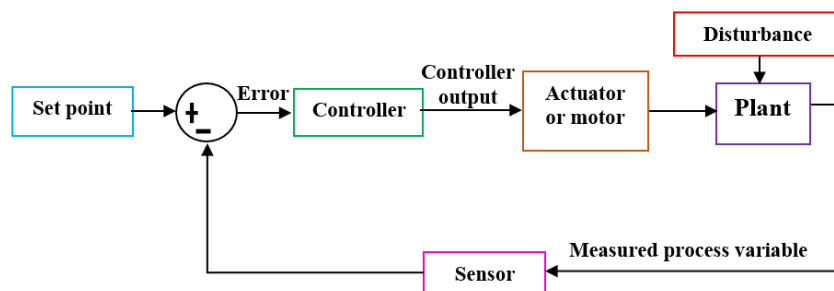 Disturbance
Set point
+
-
Error
Controller
Controller
output
Actuator
or motor
Plant
Measured process variable
Sensor